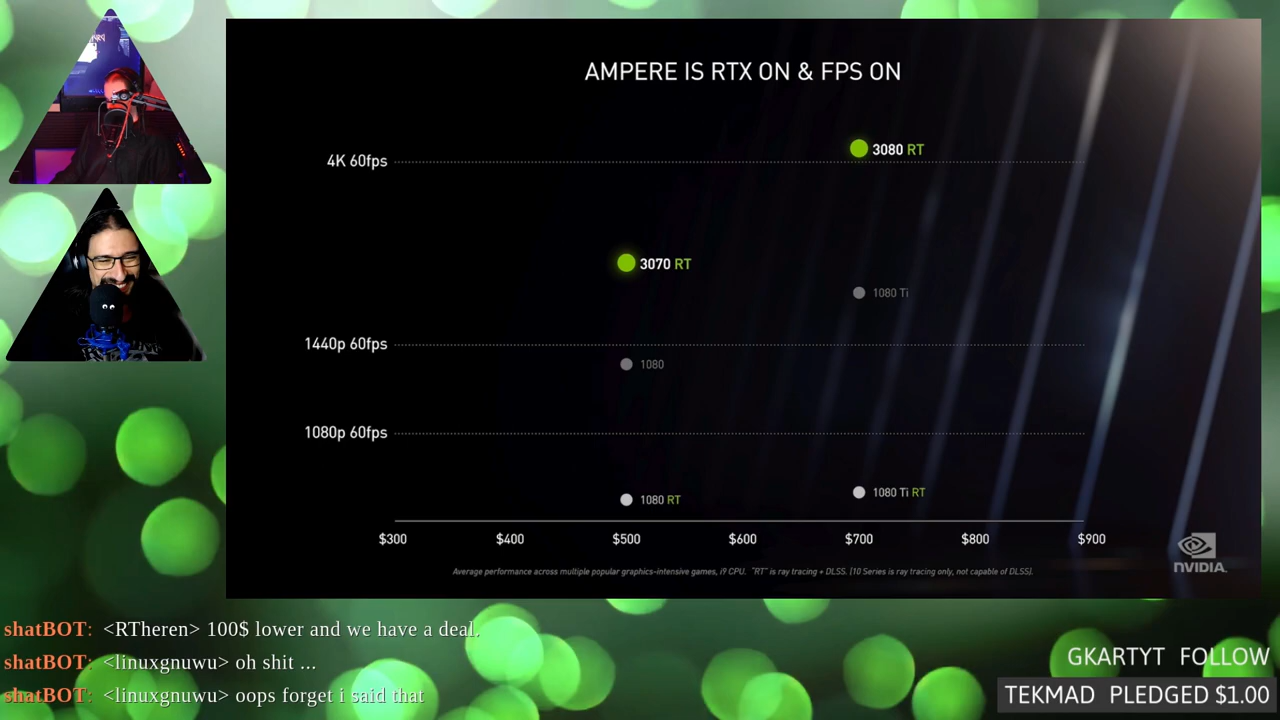 AMPERE IS RTX ON & FPS ON
4K 60fps
3080 RT
3070 RT
1080 Ti
1440p 60fps
1080
1080p 60fps
1080 RT
1080 Ti RT
$300 $400 $500 $600 $700 $800 $900
Average performance across multiple popular graphics-intensive games, i9 CPU. "RT" is ray tracing + DLSS. (10 Series is ray tracing only, not capable of DLSS).
NVIDIA.
shatBOT: <RTheren> 100$ lower and we have a deal.
shatBOT: <linuxgnuwu> oh shit ...
shatBOT: <linuxgnuwu> oops forget i said that
GKARTYT FOLLOW
TEKMAD PLEDGED $1.00